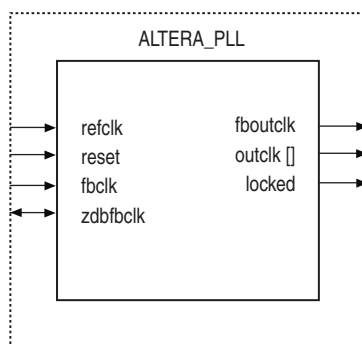 ALTERA_PLL
refclk
reset
fbclk
zdbfbclk
fboutclk
outclk []
locked